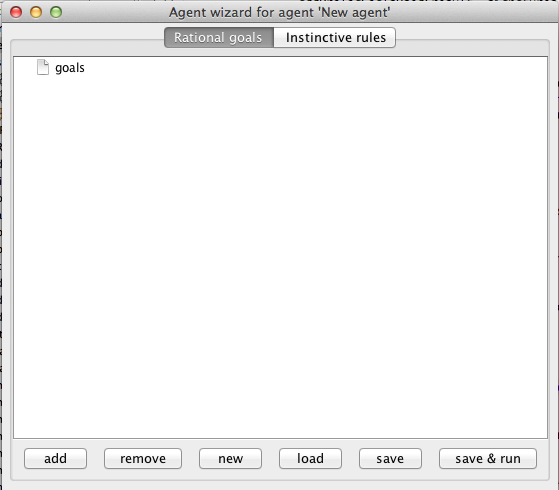 Agent wizard for agent 'New agent'
Rational goals Instinctive rules
goals
add remove new load save save & run